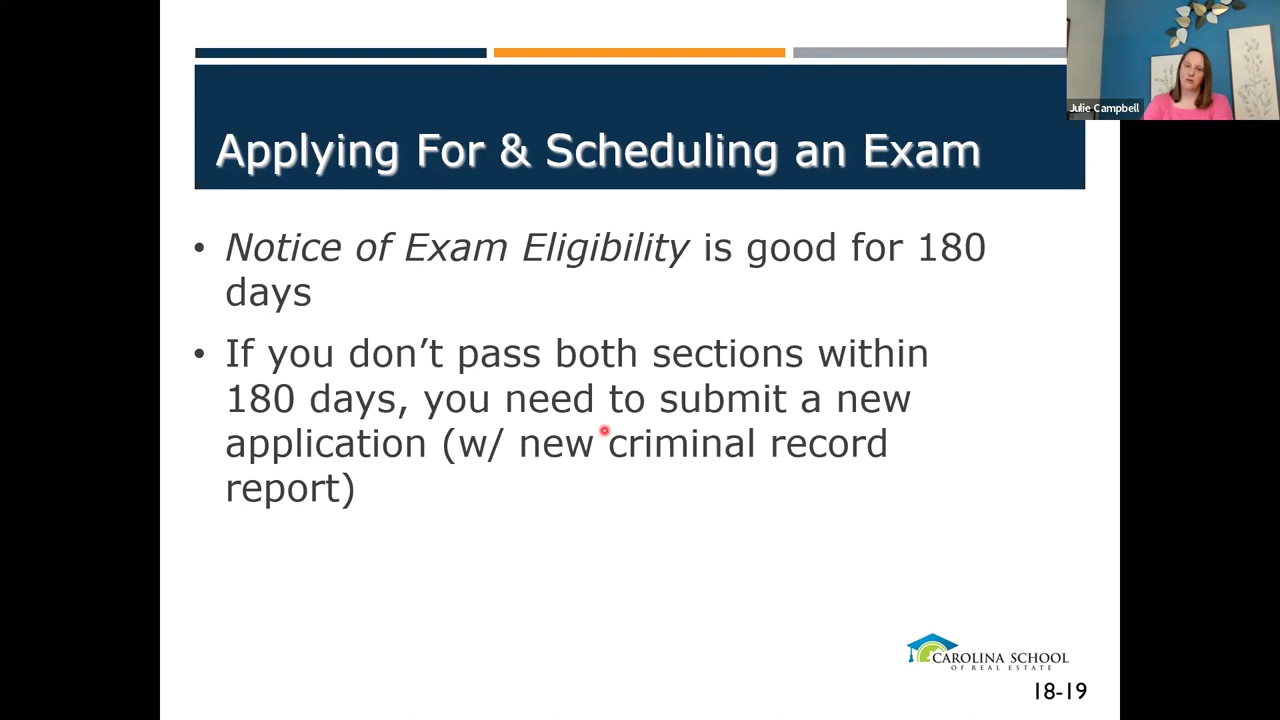 Julie Campbell
Applying For & Scheduling an Exam
• Notice of Exam Eligibility is good for 180
days
• If you don’t pass both sections within
180 days, you need to submit a new
application (w/ new criminal record
report)
CAROLINA SCHOOL
OF REAL ESTATE
18-19